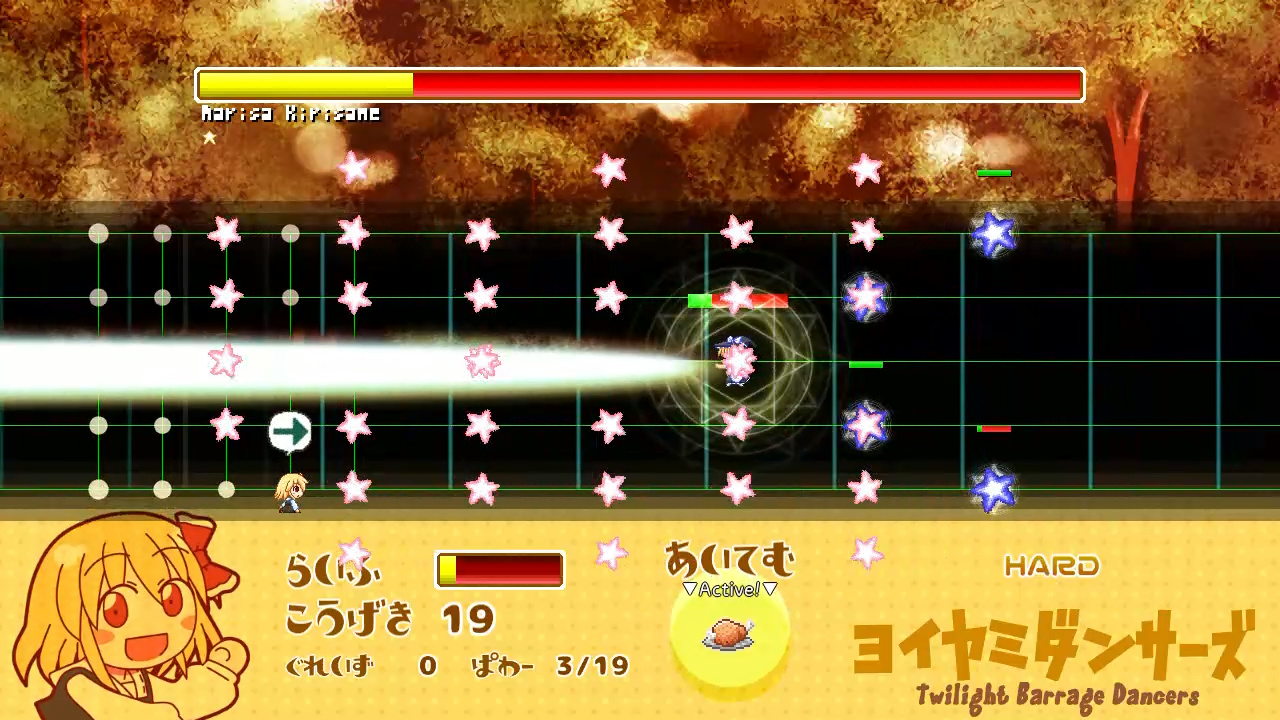 Marisa Kirisame
らいふ
あいてむ
▼Active!▼
HARD
こうげき 19
ぐれいず 0 ぱわー 3/19
ヨイヤミダンサーズ
Twilight Barrage Dancers